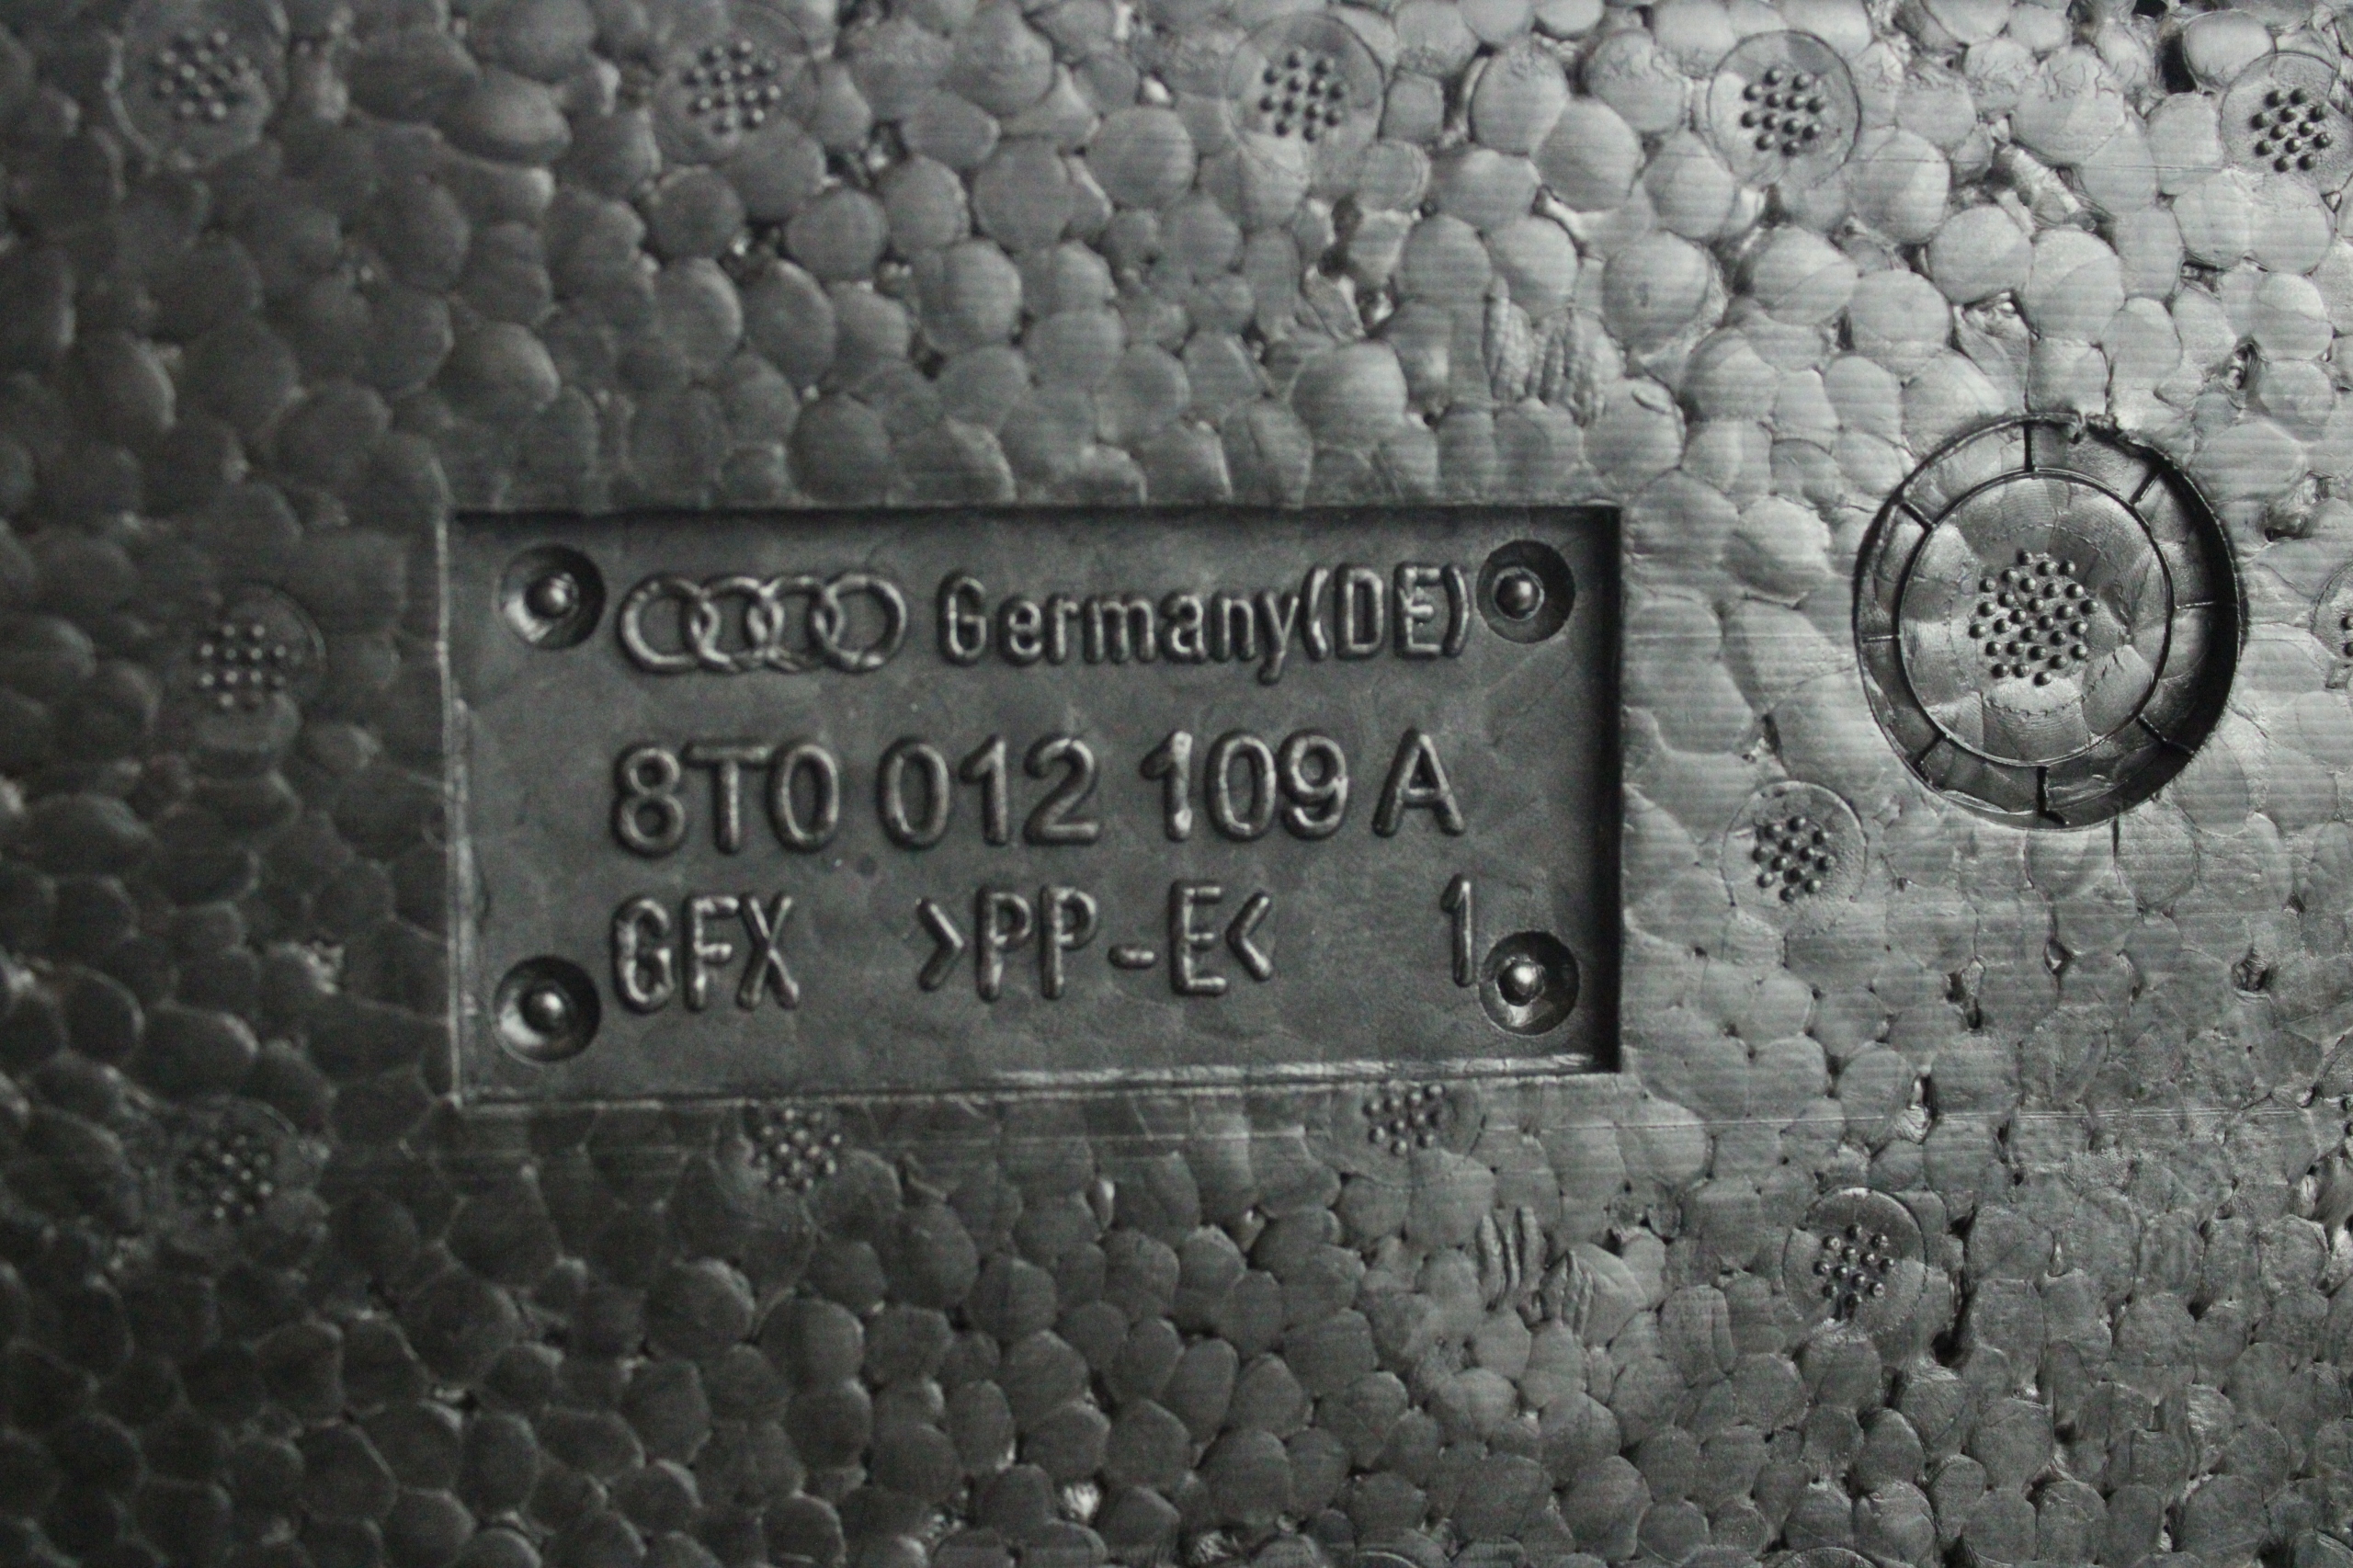 Germany(DE)
8T0 012 109 A
GFX >PP-E< 1